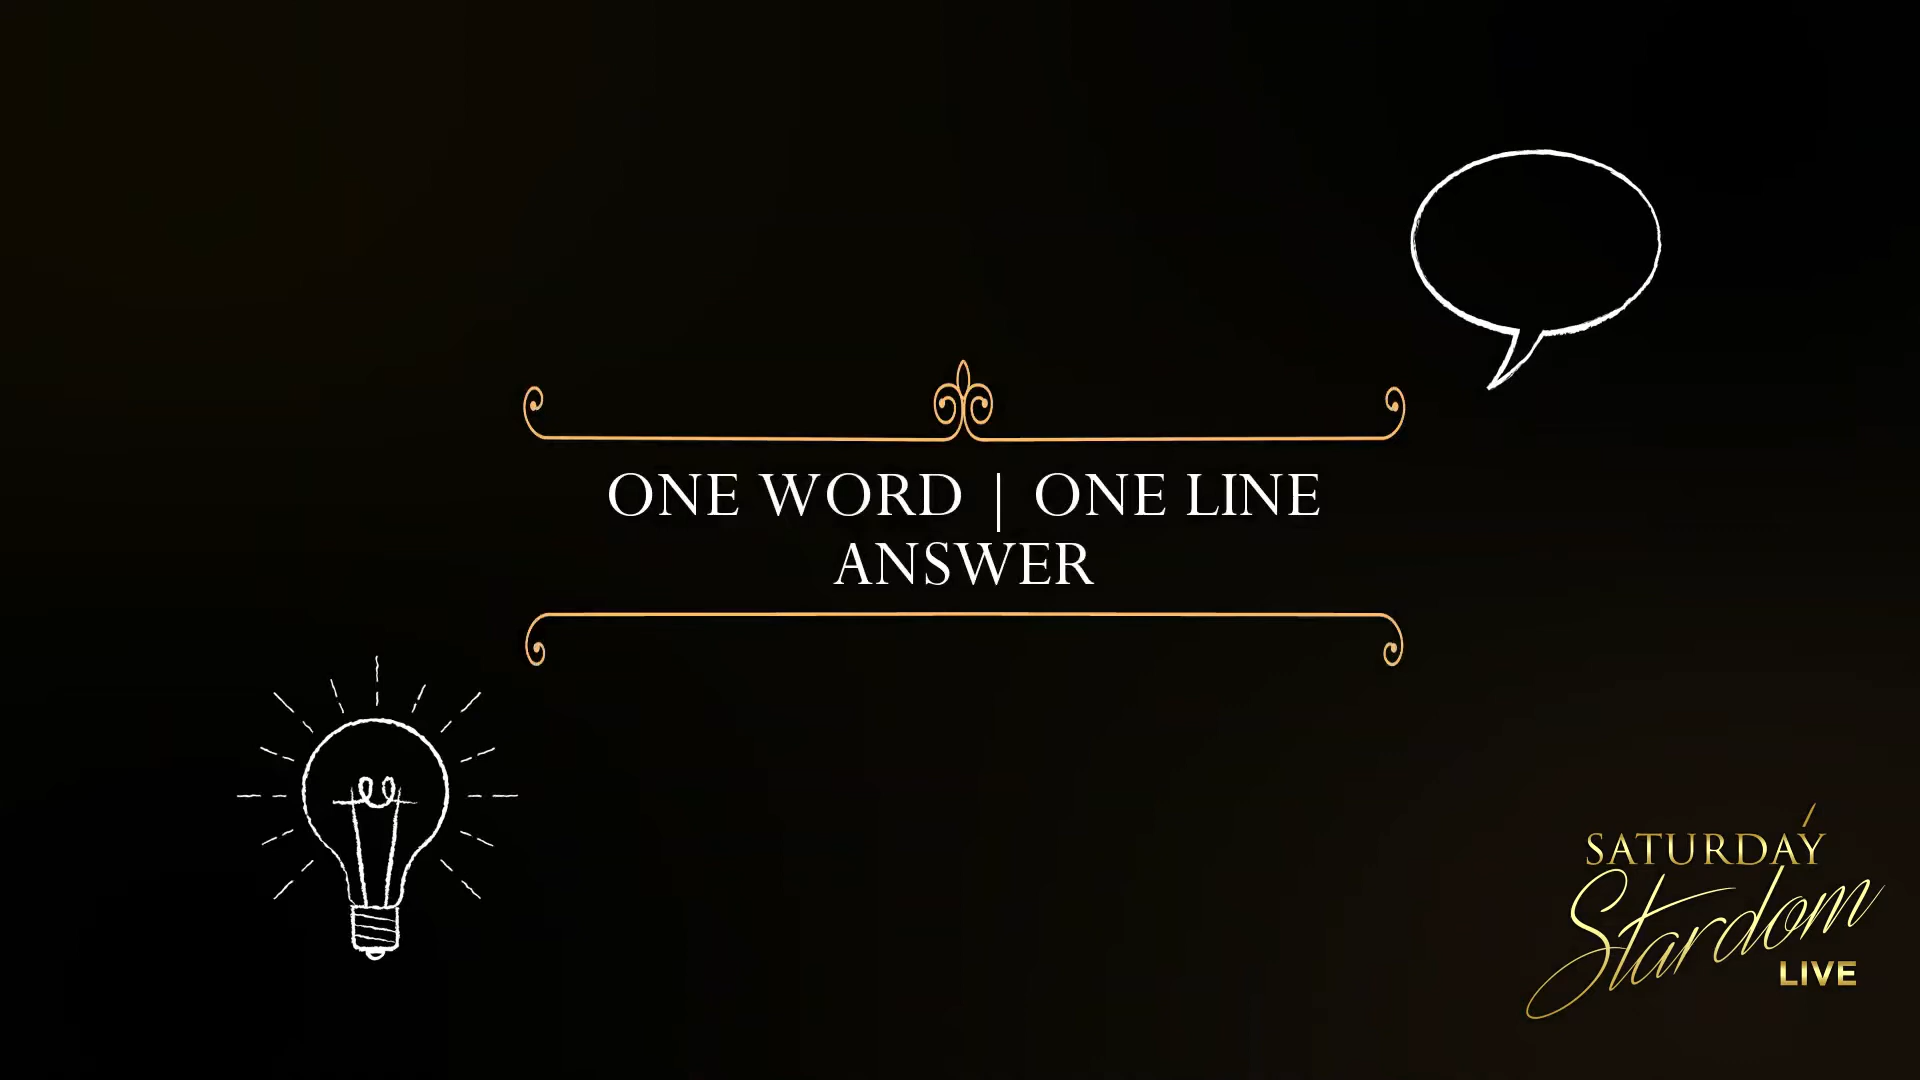 ONE WORD | ONE LINE
ANSWER
SATURDAY
Stardom
LIVE